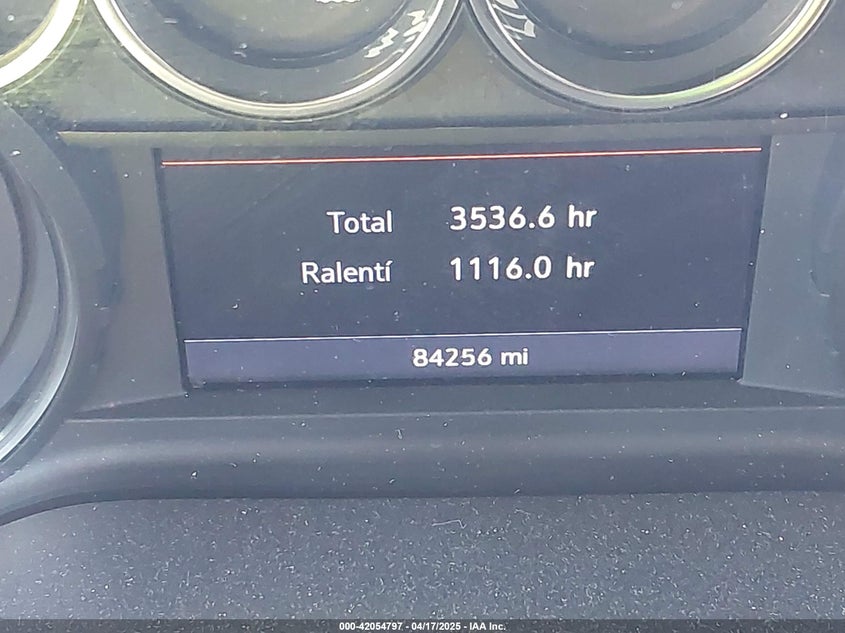 Total 3536.6 hr
Ralentí 1116.0 hr
84256 mi
000-42054797 - 04/17/2025 - IAA Inc.